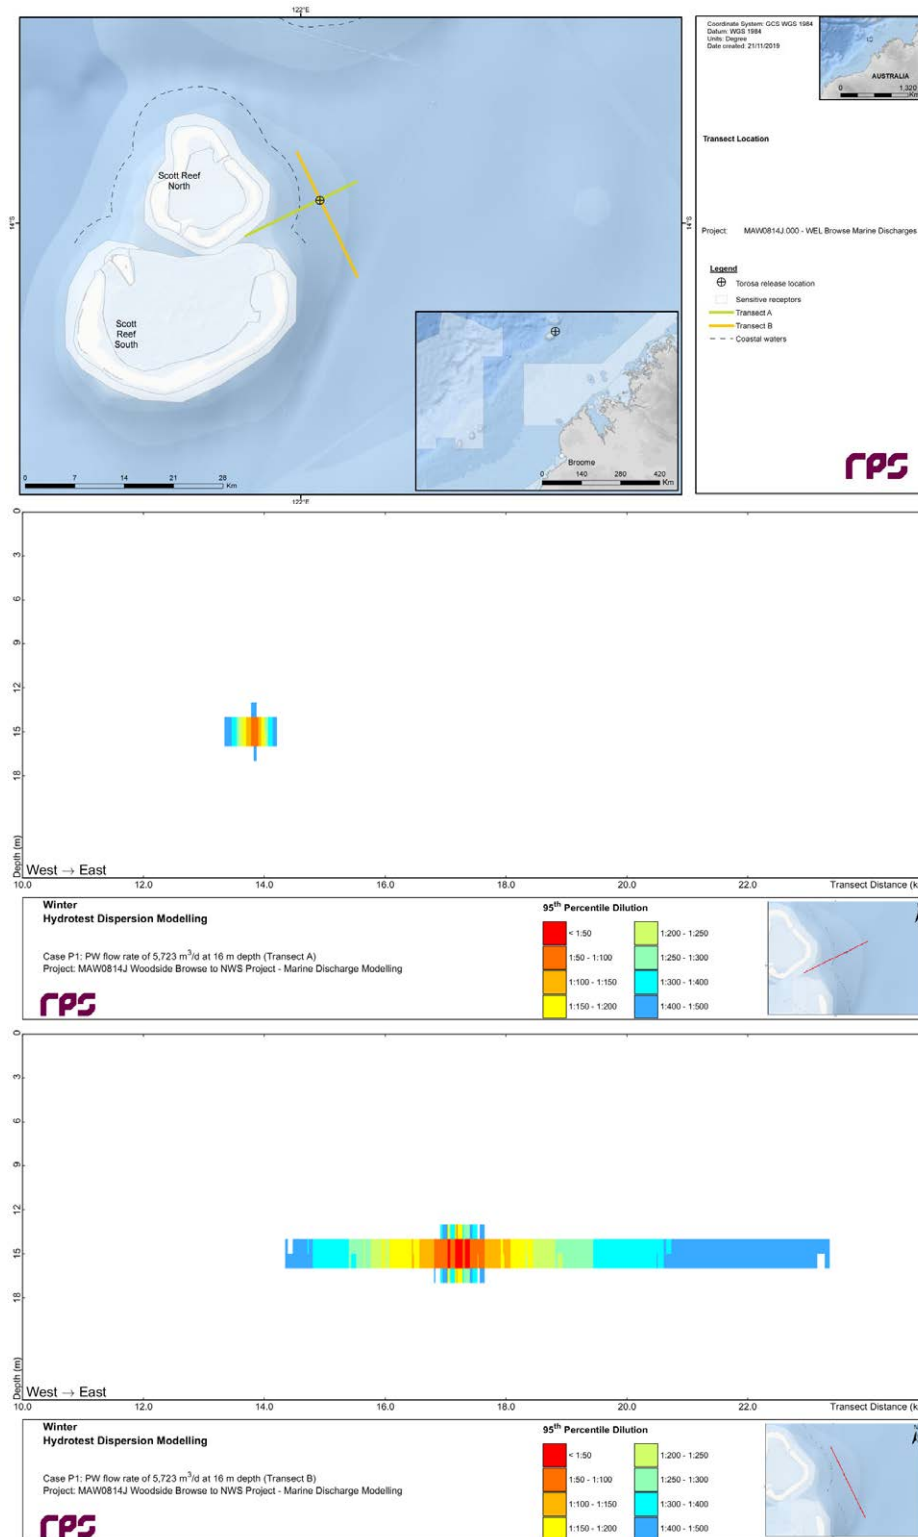 122°E
Scott Reef
North
Scott
Reef
South
14°S
14°S
Broome
0 140 280 420
Km
0 7 14 21 28
Km
122°E
Coordinate System: GCS WGS 1984
Datum: WGS 1984
Units: Degree
Date created: 21/11/2019
AUSTRALIA
0 1,320
Km
Transect Location
Project: MAW0814J.000 - WEL Browse Marine Discharges
Legend
Torosa release location
Sensitive receptors
Transect A
Transect B
Coastal waters
rps
0
3
6
9
12
15
18
Depth (m)
West → East
10.0 12.0 14.0 16.0 18.0 20.0 22.0 Transect Distance (k
Winter
Hydrotest Dispersion Modelling
Case P1: PW flow rate of 5,723 m³/d at 16 m depth (Transect A)
Project: MAW0814J Woodside Browse to NWS Project - Marine Discharge Modelling
rps
95th Percentile Dilution
< 1:50 1:200 - 1:250
1:50 - 1:100 1:250 - 1:300
1:100 - 1:150 1:300 - 1:400
1:150 - 1:200 1:400 - 1:500
0
3
6
9
12
15
18
Depth (m)
West → East
10.0 12.0 14.0 16.0 18.0 20.0 22.0 Transect Distance (k
Winter
Hydrotest Dispersion Modelling
Case P1: PW flow rate of 5,723 m³/d at 16 m depth (Transect B)
Project: MAW0814J Woodside Browse to NWS Project - Marine Discharge Modelling
rps
95th Percentile Dilution
< 1:50 1:200 - 1:250
1:50 - 1:100 1:250 - 1:300
1:100 - 1:150 1:300 - 1:400
1:150 - 1:200 1:400 - 1:500